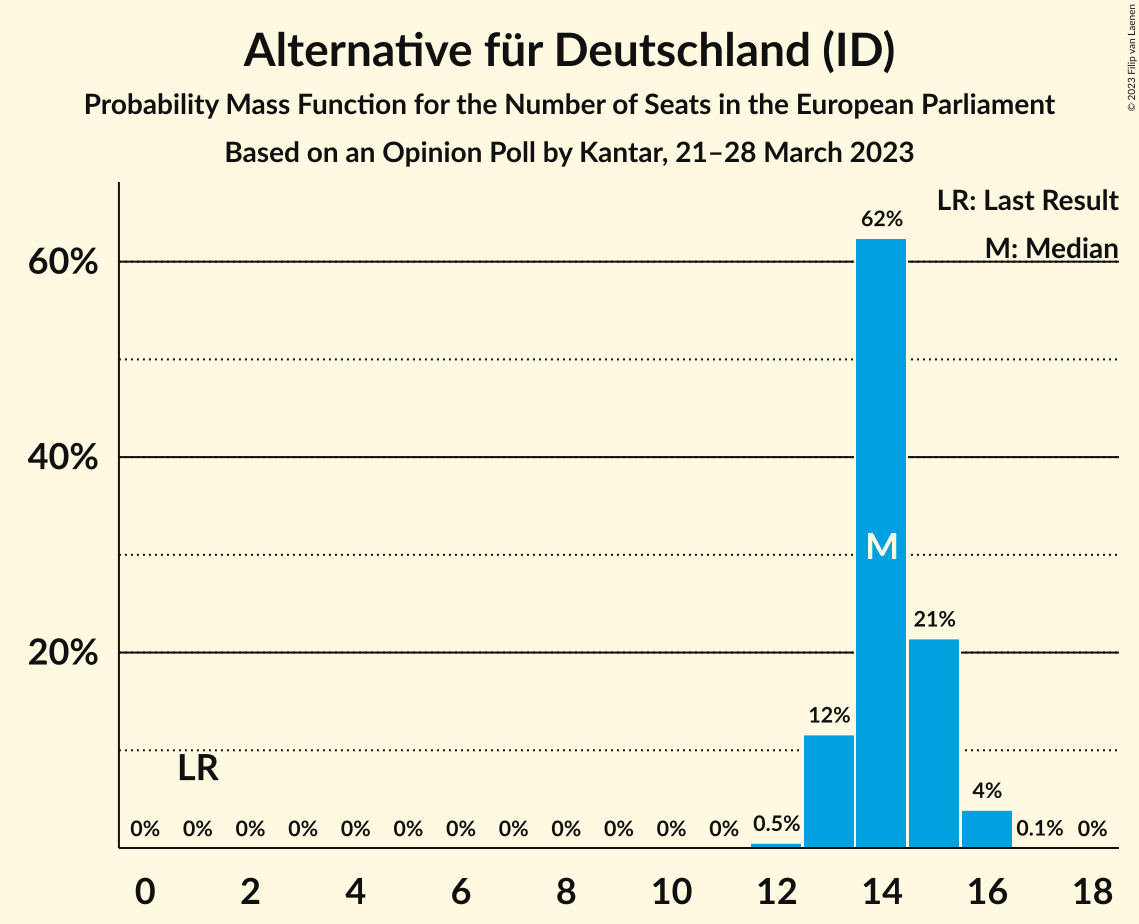 Alternative für Deutschland (ID)
Probability Mass Function for the Number of Seats in the European Parliament
Based on an Opinion Poll by Kantar, 21–28 March 2023
© 2023 Filip van Laenen
LR: Last Result
M: Median
60%
40%
20%
62%
M
21%
12%
LR
4%
0% 0% 0% 0% 0% 0% 0% 0% 0% 0% 0% 0% 0.5% 0.1% 0%
0 2 4 6 8 10 12 14 16 18